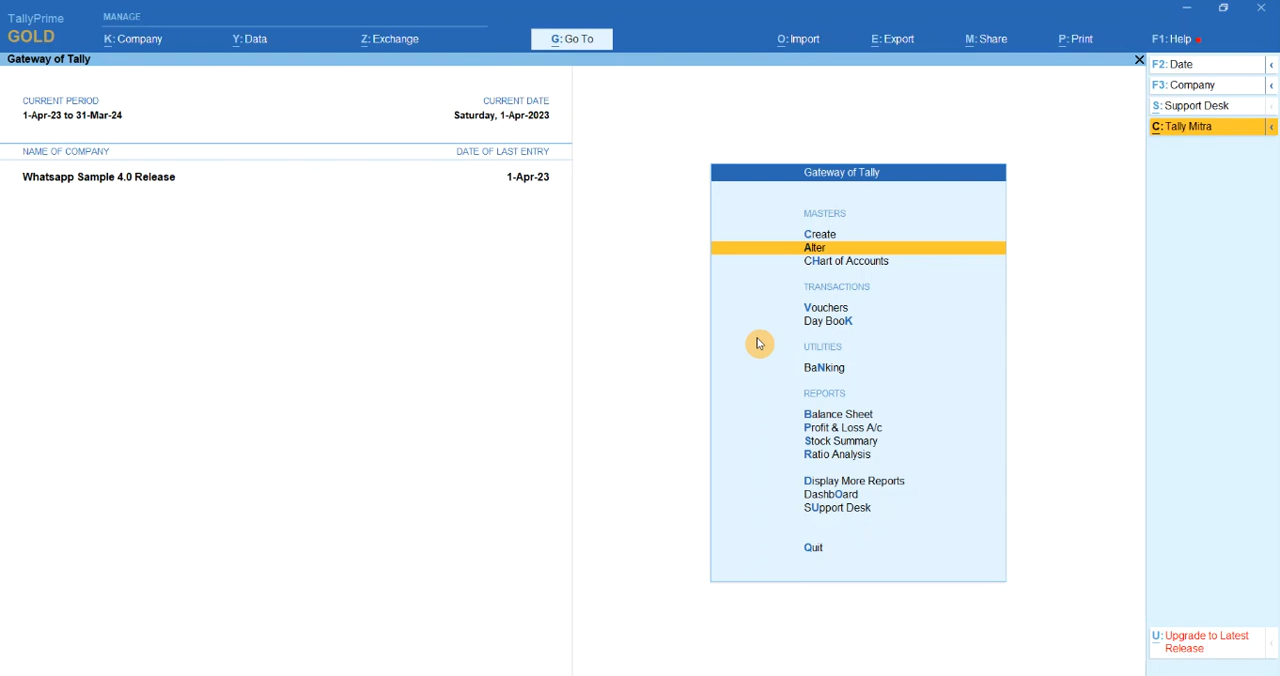 TallyPrime
GOLD
MANAGE
K: Company
Y: Data
Z: Exchange
G: Go To
O: Import
E: Export
M: Share
P: Print
F1: Help
Gateway of Tally
CURRENT PERIOD
CURRENT DATE
1-Apr-23 to 31-Mar-24
Saturday, 1-Apr-2023
NAME OF COMPANY
DATE OF LAST ENTRY
Whatsapp Sample 4.0 Release
1-Apr-23
Gateway of Tally
MASTERS
Create
Alter
CHart of Accounts
TRANSACTIONS
Vouchers
Day BooK
UTILITIES
BaNking
REPORTS
Balance Sheet
Profit & Loss A/c
Stock Summary
Ratio Analysis
Display More Reports
DashbOard
SUpport Desk
Quit
F2: Date
F3: Company
S: Support Desk
C: Tally Mitra
U: Upgrade to Latest
Release